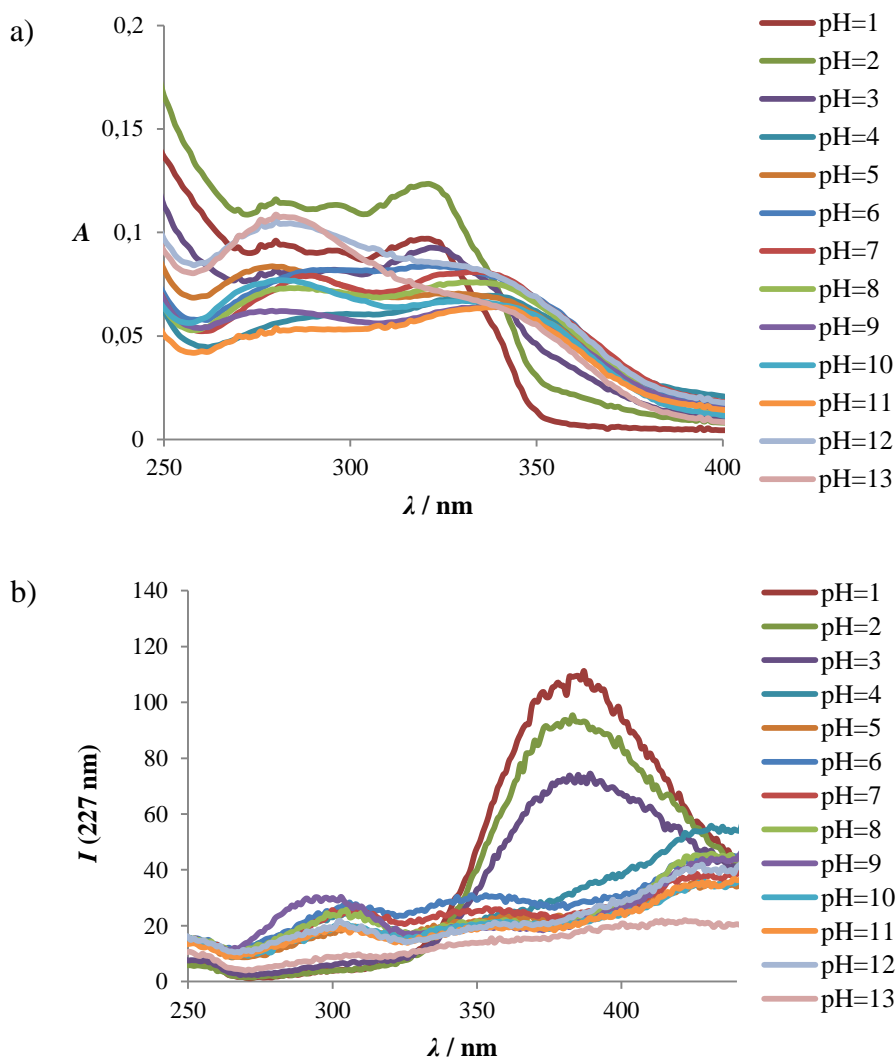 a)
0,2
0,15
0,1
0,05
0
A
250
300
350
400
λ / nm
pH=1
pH=2
pH=3
pH=4
pH=5
pH=6
pH=7
pH=8
pH=9
pH=10
pH=11
pH=12
pH=13
b)
140
120
100
80
60
40
20
0
I (227 nm)
250
300
350
400
λ / nm
pH=1
pH=2
pH=3
pH=4
pH=5
pH=6
pH=7
pH=8
pH=9
pH=10
pH=11
pH=12
pH=13